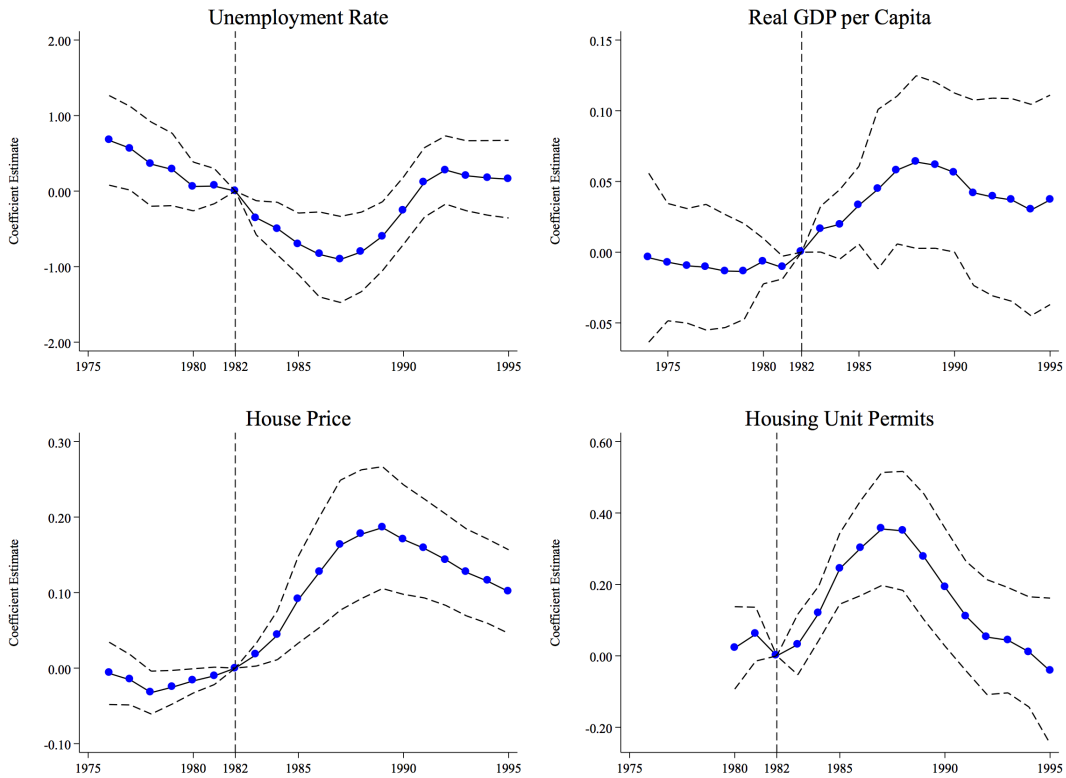 Unemployment Rate
Coefficient Estimate
2.00
1.00
0.00
-1.00
-2.00
1975 1980 1982 1985 1990 1995
Real GDP per Capita
Coefficient Estimate
0.15
0.10
0.05
0.00
-0.05
1975 1980 1982 1985 1990 1995
House Price
Coefficient Estimate
0.30
0.20
0.10
0.00
-0.10
1975 1980 1982 1985 1990 1995
Housing Unit Permits
Coefficient Estimate
0.60
0.40
0.20
0.00
-0.20
1975 1980 1982 1985 1990 1995